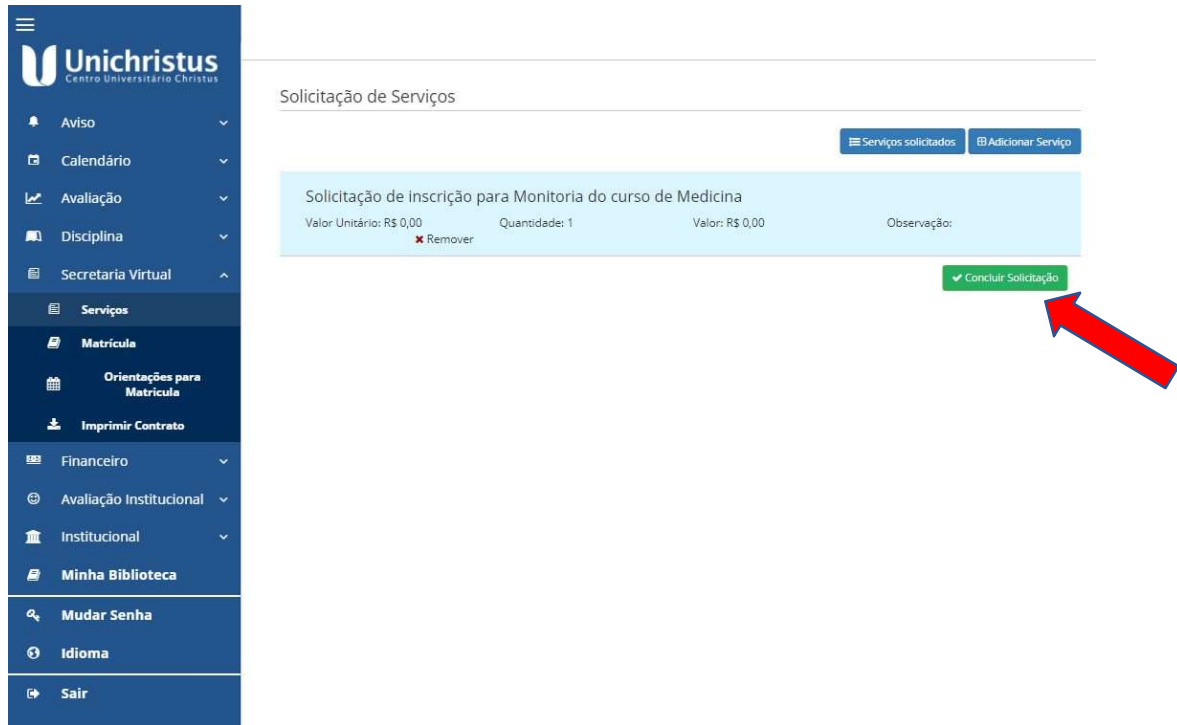 Unichristus
Centro Universitário Christus
Aviso
Calendário
Avaliação
Disciplina
Secretaria Virtual
Serviços
Matrícula
Orientações para
Matricula
Imprimir Contrato
Financeiro
Avaliação Institucional
Institucional
Minha Biblioteca
Mudar Senha
Idioma
Sair
Solicitação de Serviços
Serviços solicitados Adicionar Serviço
Solicitação de inscrição para Monitoria do curso de Medicina
Valor Unitário: R$ 0,00 Quantidade: 1 Valor: R$ 0,00 Observação:
Remover
Concluir Solicitação